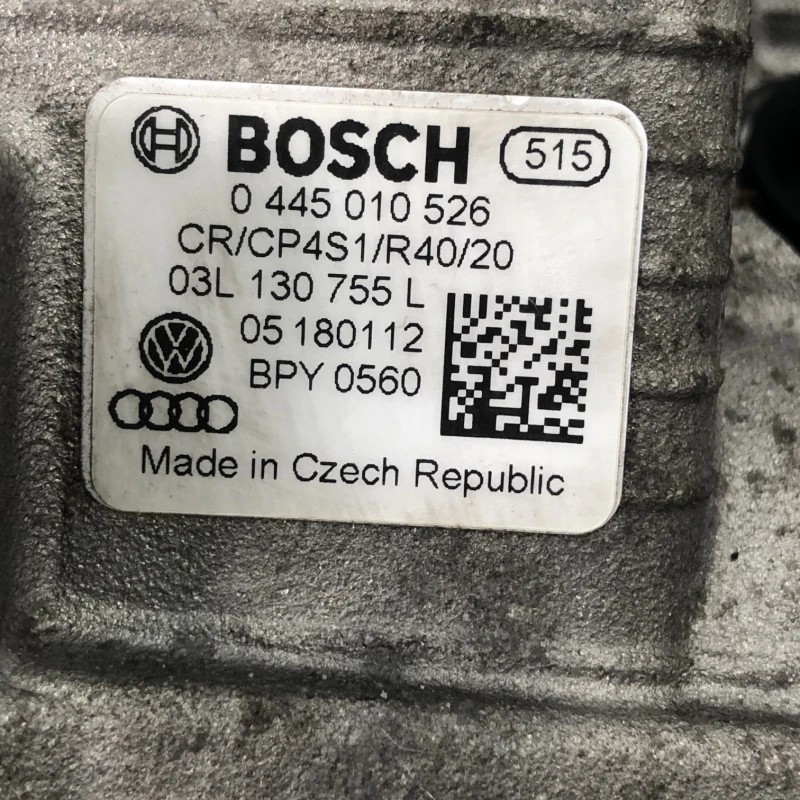 BOSCH 515
0 445 010 526
CR/CP4S1/R40/20
03L 130 755 L
05 180112
BPY 0560
Made in Czech Republic